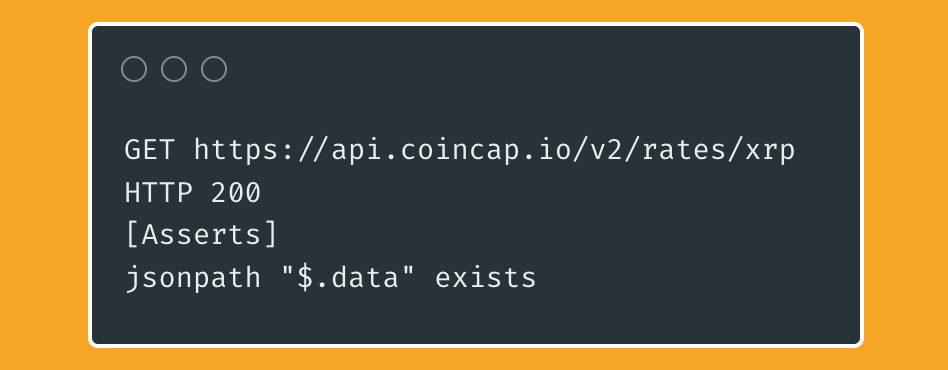 GET https://api.coincap.io/v2/rates/xrp
HTTP 200
[Asserts]
jsonpath "$.data" exists